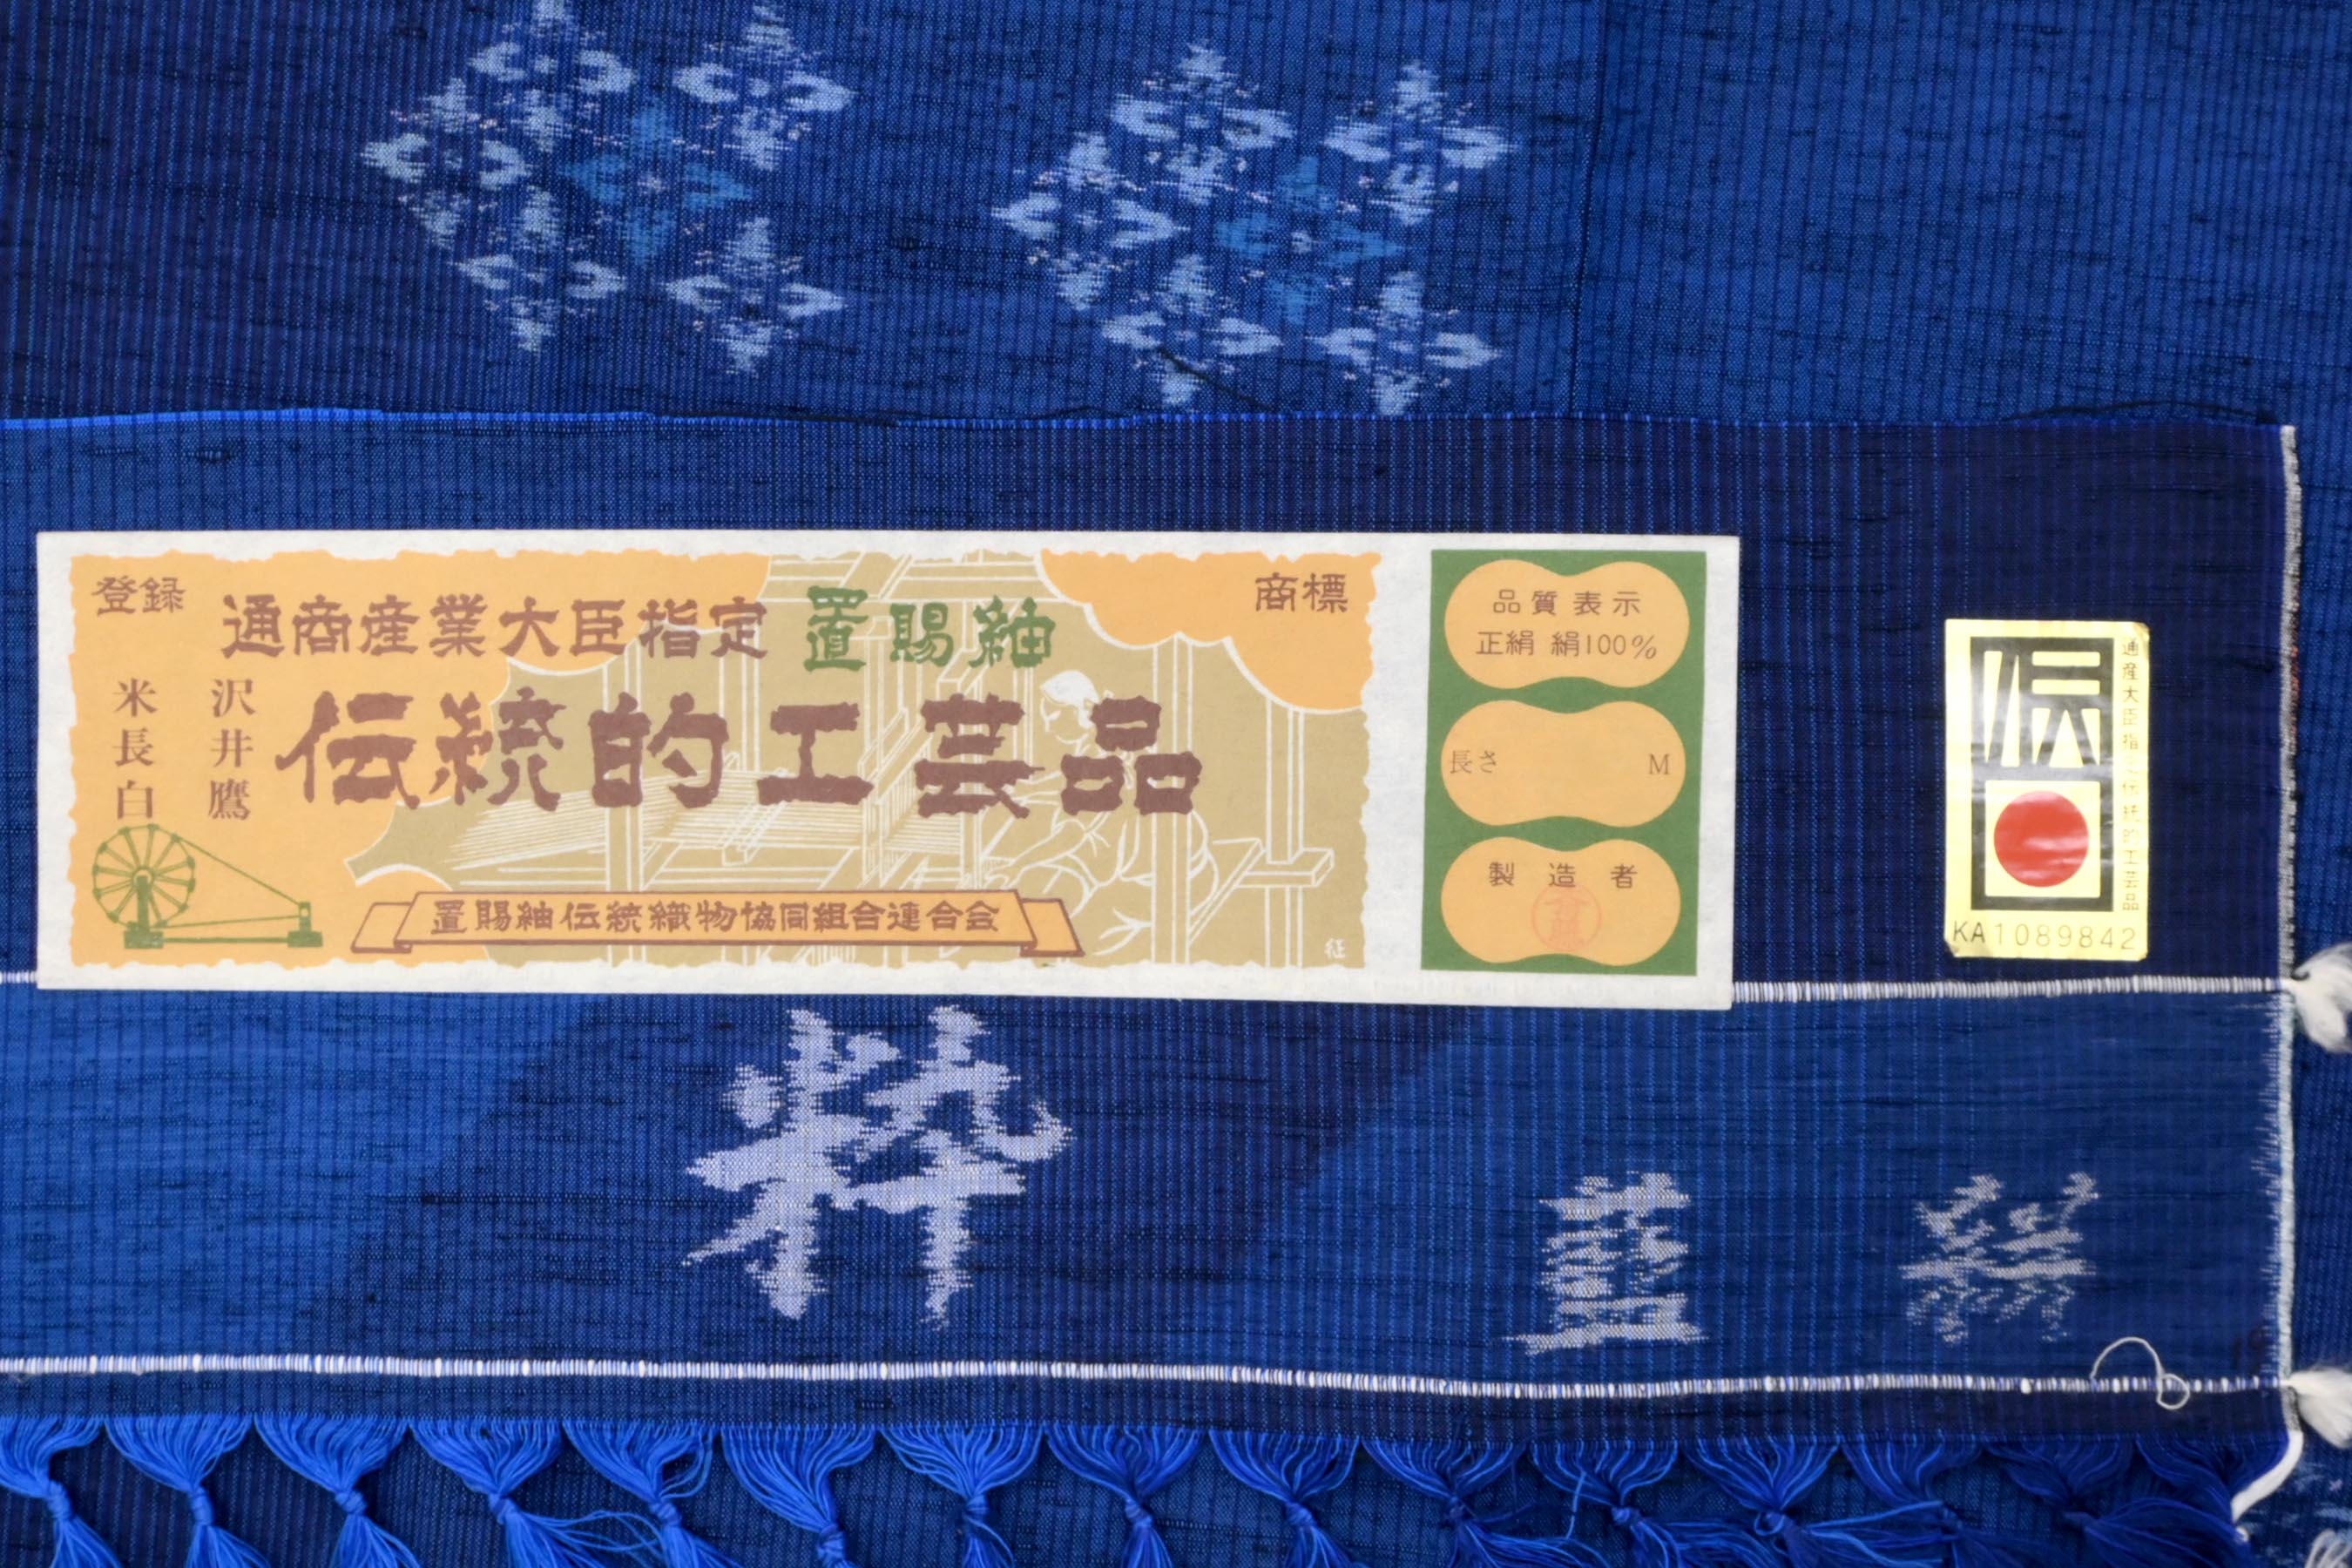 登録
商標
通商産業大臣指定 置賜紬
米沢
長井
白鷹
伝統的工芸品
置賜紬伝統織物協同組合連合会
征
品質表示
正絹 絹100%
長さ M
製造者
伝
通産大臣指定伝統的工芸品
KA1089842
粋
藍